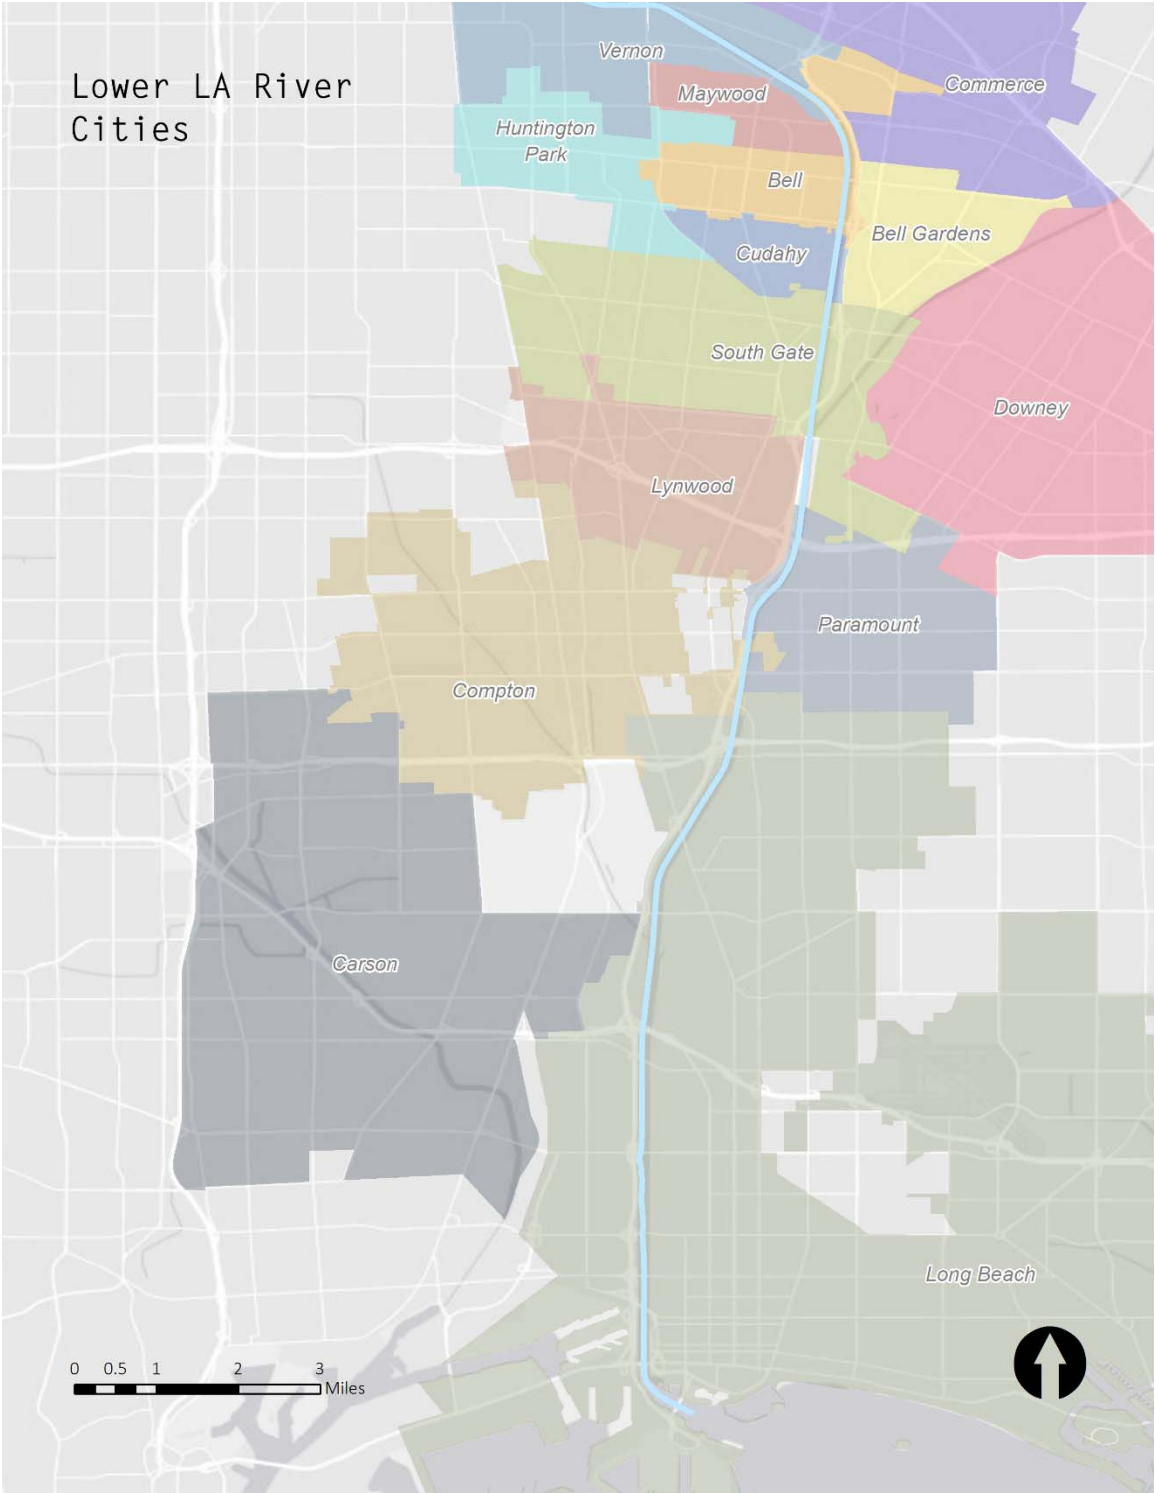 Lower LA River
Cities
Vernon
Commerce
Maywood
Huntington
Park
Bell
Bell Gardens
Cudahy
South Gate
Downey
Lynwood
Paramount
Compton
Carson
Long Beach
0 0.5 1 2 3
Miles